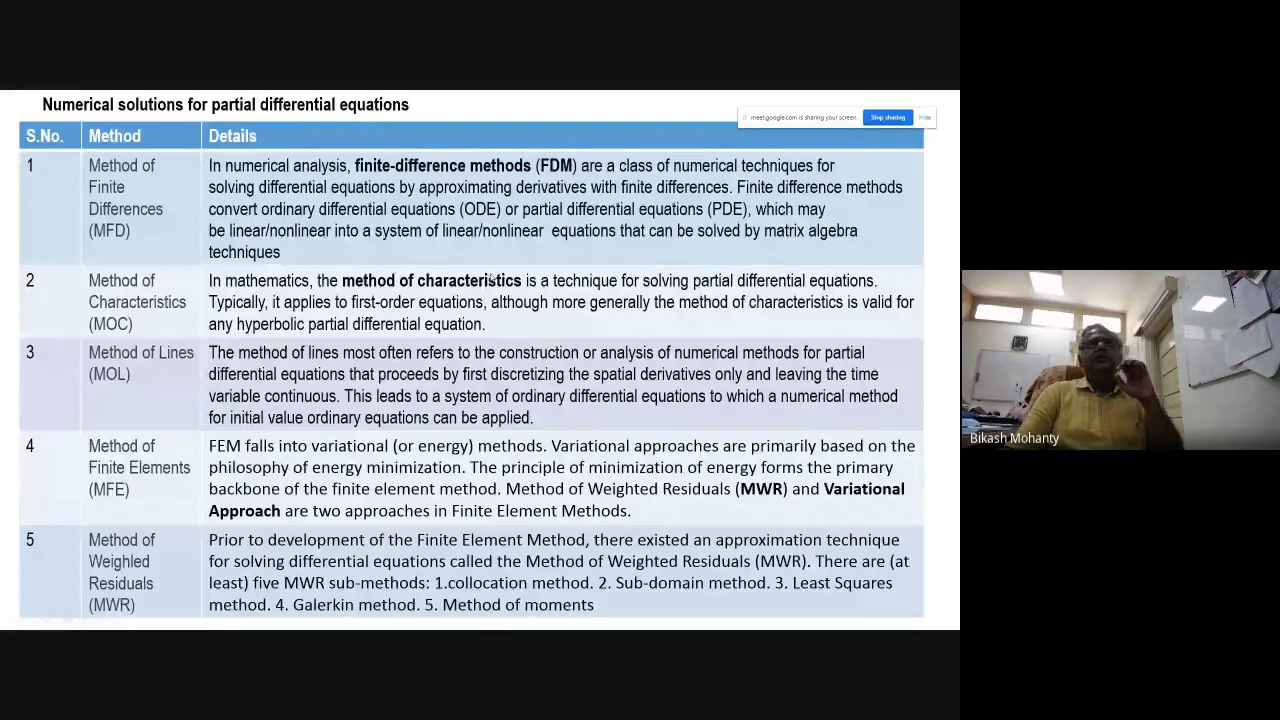 Numerical solutions for partial differential equations
meet.google.com is sharing your screen. Stop sharing Hide
S.No. Method Details
1 Method of Finite Differences (MFD)
In numerical analysis, finite-difference methods (FDM) are a class of numerical techniques for
solving differential equations by approximating derivatives with finite differences. Finite difference methods
convert ordinary differential equations (ODE) or partial differential equations (PDE), which may
be linear/nonlinear into a system of linear/nonlinear equations that can be solved by matrix algebra
techniques
2 Method of Characteristics (MOC)
In mathematics, the method of characteristics is a technique for solving partial differential equations.
Typically, it applies to first-order equations, although more generally the method of characteristics is valid for
any hyperbolic partial differential equation.
3 Method of Lines (MOL)
The method of lines most often refers to the construction or analysis of numerical methods for partial
differential equations that proceeds by first discretizing the spatial derivatives only and leaving the time
variable continuous. This leads to a system of ordinary differential equations to which a numerical method
for initial value ordinary equations can be applied.
4 Method of Finite Elements (MFE)
FEM falls into variational (or energy) methods. Variational approaches are primarily based on the
philosophy of energy minimization. The principle of minimization of energy forms the primary
backbone of the finite element method. Method of Weighted Residuals (MWR) and Variational
Approach are two approaches in Finite Element Methods.
5 Method of Weighled Residuals (MWR)
Prior to development of the Finite Element Method, there existed an approximation technique
for solving differential equations called the Method of Weighted Residuals (MWR). There are (at
least) five MWR sub-methods: 1.collocation method. 2. Sub-domain method. 3. Least Squares
method. 4. Galerkin method. 5. Method of moments
Bikash Mohanty